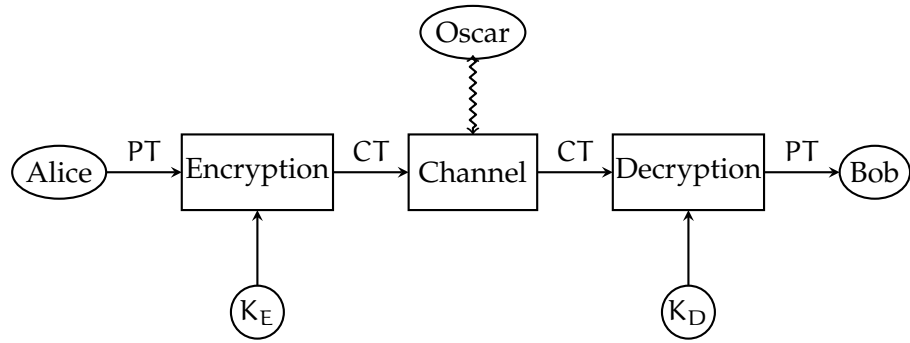 Oscar
Alice PT Encryption CT Channel CT Decryption PT Bob
K_E K_D